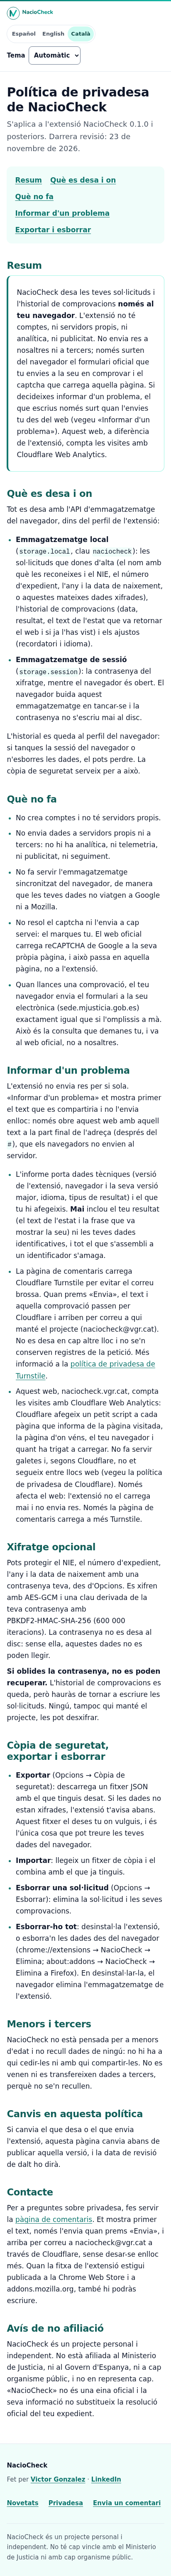 NacioCheck
Español English Català
Tema Automàtic
Política de privadesa
de NacioCheck
S'aplica a l'extensió NacioCheck 0.1.0 i
posteriors. Darrera revisió: 23 de
novembre de 2026.
Resum Què es desa i on
Què no fa
Informar d'un problema
Exportar i esborrar
Resum
NacioCheck desa les teves sol·licituds i
l'historial de comprovacions només al
teu navegador. L'extensió no té
comptes, ni servidors propis, ni
analítica, ni publicitat. No envia res a
nosaltres ni a tercers; només surten
del navegador el formulari oficial que
tu envies a la seu en comprovar i el
captcha que carrega aquella pàgina. Si
decideixes informar d'un problema, el
que escrius només surt quan l'envies
tu des del web (vegeu «Informar d'un
problema»). Aquest web, a diferència
de l'extensió, compta les visites amb
Cloudflare Web Analytics.
Què es desa i on
Tot es desa amb l'API d'emmagatzematge
del navegador, dins del perfil de l'extensió:
• Emmagatzematge local
(storage.local, clau naciocheck): les
sol·licituds que dones d'alta (el nom amb
què les reconeixes i el NIE, el número
d'expedient, l'any i la data de naixement,
o aquestes mateixes dades xifrades),
l'historial de comprovacions (data,
resultat, el text de l'estat que va retornar
el web i si ja l'has vist) i els ajustos
(recordatori i idioma).
• Emmagatzematge de sessió
(storage.session): la contrasenya del
xifratge, mentre el navegador és obert. El
navegador buida aquest
emmagatzematge en tancar-se i la
contrasenya no s'escriu mai al disc.
L'historial es queda al perfil del navegador:
si tanques la sessió del navegador o
n'esborres les dades, el pots perdre. La
còpia de seguretat serveix per a això.
Què no fa
• No crea comptes i no té servidors propis.
• No envia dades a servidors propis ni a
tercers: no hi ha analítica, ni telemetria,
ni publicitat, ni seguiment.
• No fa servir l'emmagatzematge
sincronitzat del navegador, de manera
que les teves dades no viatgen a Google
ni a Mozilla.
• No resol el captcha ni l'envia a cap
servei: el marques tu. El web oficial
carrega reCAPTCHA de Google a la seva
pròpia pàgina, i això passa en aquella
pàgina, no a l'extensió.
• Quan llances una comprovació, el teu
navegador envia el formulari a la seu
electrònica (sede.mjusticia.gob.es)
exactament igual que si l'omplissis a mà.
Això és la consulta que demanes tu, i va
al web oficial, no a nosaltres.
Informar d'un problema
L'extensió no envia res per si sola.
«Informar d'un problema» et mostra primer
el text que es compartiria i no l'envia
enlloc: només obre aquest web amb aquell
text a la part final de l'adreça (després del
#), que els navegadors no envien al
servidor.
• L'informe porta dades tècniques (versió
de l'extensió, navegador i la seva versió
major, idioma, tipus de resultat) i el que
tu hi afegeixis. Mai inclou el teu resultat
(el text de l'estat i la frase que va
mostrar la seu) ni les teves dades
identificatives, i tot el que s'assembli a
un identificador s'amaga.
• La pàgina de comentaris carrega
Cloudflare Turnstile per evitar el correu
brossa. Quan prems «Envia», el text i
aquella comprovació passen per
Cloudflare i arriben per correu a qui
manté el projecte (naciocheck@vgr.cat).
No es desa en cap altre lloc i no se'n
conserven registres de la petició. Més
informació a la política de privadesa de
Turnstile.
• Aquest web, naciocheck.vgr.cat, compta
les visites amb Cloudflare Web Analytics:
Cloudflare afegeix un petit script a cada
pàgina que informa de la pàgina visitada,
la pàgina d'on véns, el teu navegador i
quant ha trigat a carregar. No fa servir
galetes i, segons Cloudflare, no et
segueix entre llocs web (vegeu la política
de privadesa de Cloudflare). Només
afecta el web: l'extensió no el carrega
mai i no envia res. Només la pàgina de
comentaris carrega a més Turnstile.
Xifratge opcional
Pots protegir el NIE, el número d'expedient,
l'any i la data de naixement amb una
contrasenya teva, des d'Opcions. Es xifren
amb AES-GCM i una clau derivada de la
teva contrasenya amb
PBKDF2-HMAC-SHA-256 (600 000
iteracions). La contrasenya no es desa al
disc: sense ella, aquestes dades no es
poden llegir.
Si oblides la contrasenya, no es poden
recuperar. L'historial de comprovacions es
queda, però hauràs de tornar a escriure les
sol·licituds. Ningú, tampoc qui manté el
projecte, les pot desxifrar.
Còpia de seguretat,
exportar i esborrar
• Exportar (Opcions → Còpia de
seguretat): descarrega un fitxer JSON
amb el que tinguis desat. Si les dades no
estan xifrades, l'extensió t'avisa abans.
Aquest fitxer el deses tu on vulguis, i és
l'única cosa que pot treure les teves
dades del navegador.
• Importar: llegeix un fitxer de còpia i el
combina amb el que ja tinguis.
• Esborrar una sol·licitud (Opcions →
Esborrar): elimina la sol·licitud i les seves
comprovacions.
• Esborrar-ho tot: desinstal·la l'extensió,
o esborra'n les dades des del navegador
(chrome://extensions → NacioCheck →
Elimina; about:addons → NacioCheck →
Elimina a Firefox). En desinstal·lar-la, el
navegador elimina l'emmagatzematge de
l'extensió.
Menors i tercers
NacioCheck no està pensada per a menors
d'edat i no recull dades de ningú: no hi ha a
qui cedir-les ni amb qui compartir-les. No es
venen ni es transfereixen dades a tercers,
perquè no se'n recullen.
Canvis en aquesta política
Si canvia el que desa o el que envia
l'extensió, aquesta pàgina canvia abans de
publicar aquella versió, i la data de revisió
de dalt ho dirà.
Contacte
Per a preguntes sobre privadesa, fes servir
la pàgina de comentaris. Et mostra primer
el text, només l'envia quan prems «Envia», i
arriba per correu a naciocheck@vgr.cat a
través de Cloudflare, sense desar-se enlloc
més. Quan la fitxa de l'extensió estigui
publicada a la Chrome Web Store i a
addons.mozilla.org, també hi podràs
escriure.
Avís de no afiliació
NacioCheck és un projecte personal i
independent. No està afiliada al Ministerio
de Justicia, ni al Govern d'Espanya, ni a cap
organisme públic, i no en representa cap.
«NacioCheck» no és una eina oficial i la
seva informació no substitueix la resolució
oficial del teu expedient.
NacioCheck
Fet per Victor Gonzalez · LinkedIn
Novetats Privadesa Envia un comentari
NacioCheck és un projecte personal i
independent. No té cap vincle amb el Ministerio
de Justicia ni amb cap organisme públic.